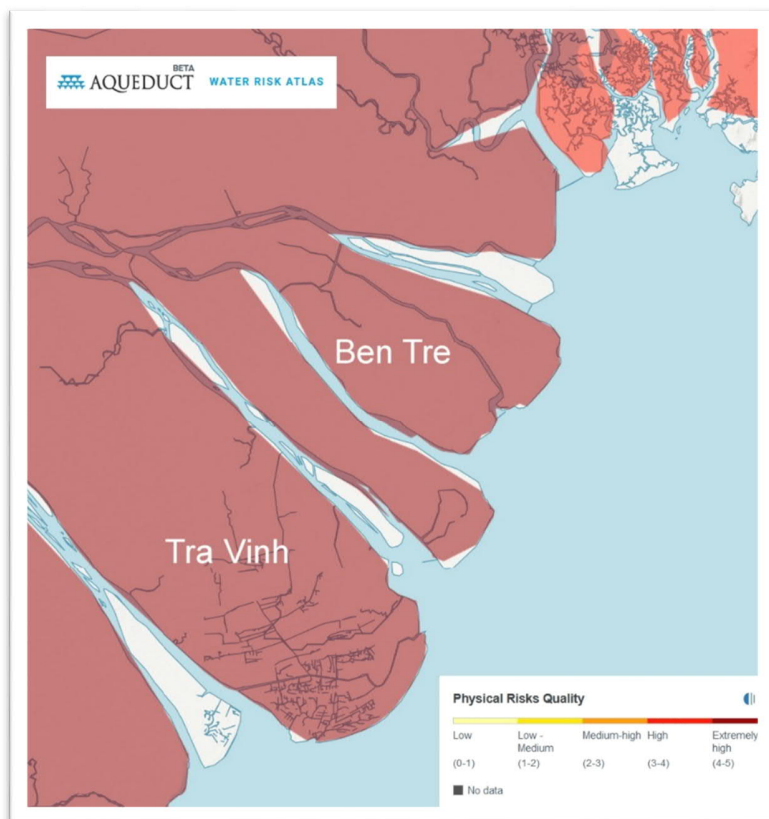 BETA
AQUEDUCT WATER RISK ATLAS
Ben Tre
Tra Vinh
Physical Risks Quality
Low Low - Medium-high High Extremely
Medium high
(0-1) (1-2) (2-3) (3-4) (4-5)
No data